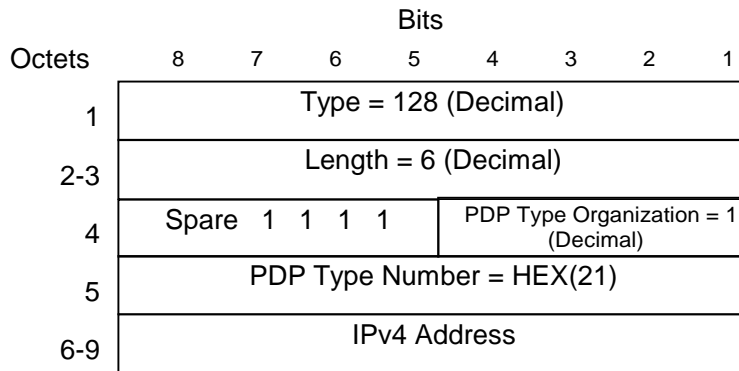 Bits
Octets 8 7 6 5 4 3 2 1
1 Type = 128 (Decimal)
2-3 Length = 6 (Decimal)
4 Spare 1 1 1 1 PDP Type Organization = 1
(Decimal)
5 PDP Type Number = HEX(21)
6-9 IPv4 Address